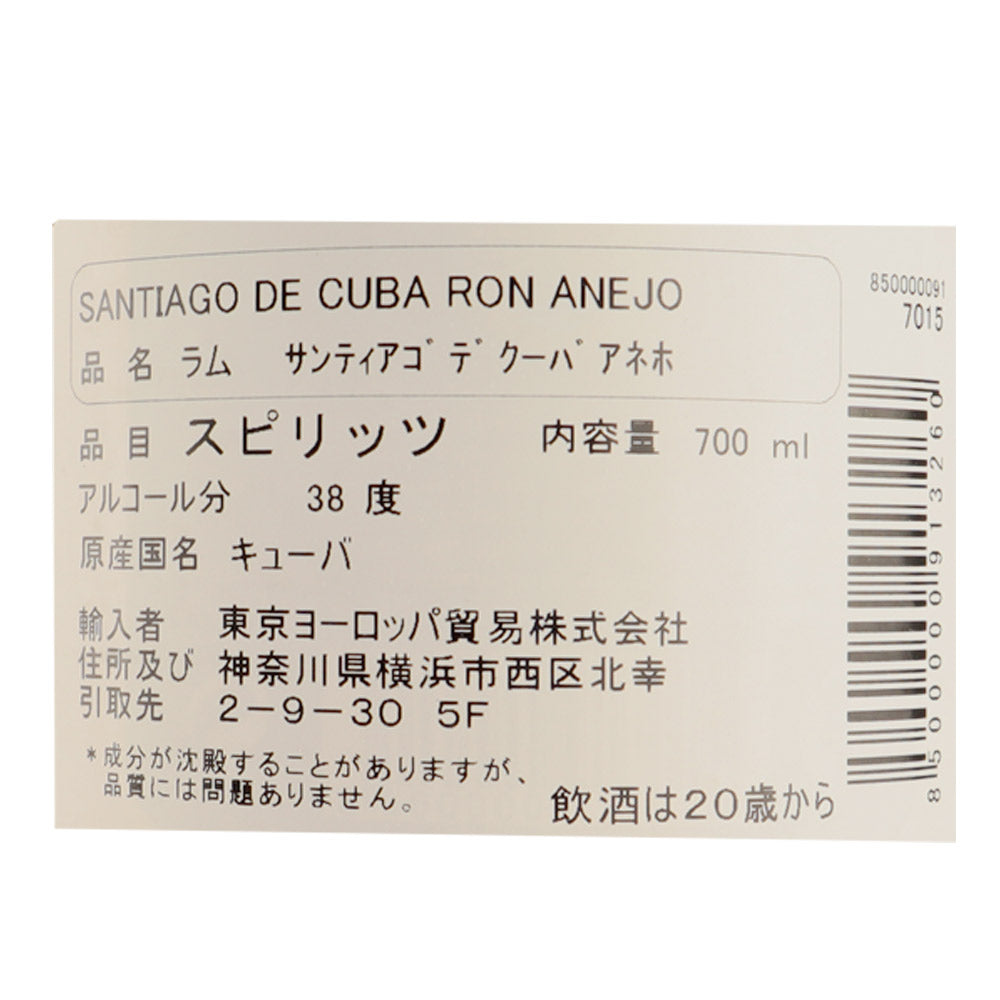 SANTIAGO DE CUBA RON ANEJO
品名 ラム サンティアゴ デ クーバ アネホ
850000091
7015
品目 スピリッツ 内容量 700 ml
アルコール分 38 度
原産国名 キューバ
輸入者 東京ヨーロッパ貿易株式会社
住所及び 神奈川県横浜市西区北幸
引取先 2-9-30 5F
*成分が沈殿することがありますが、
品質には問題ありません。
飲酒は20歳から
8500000913260